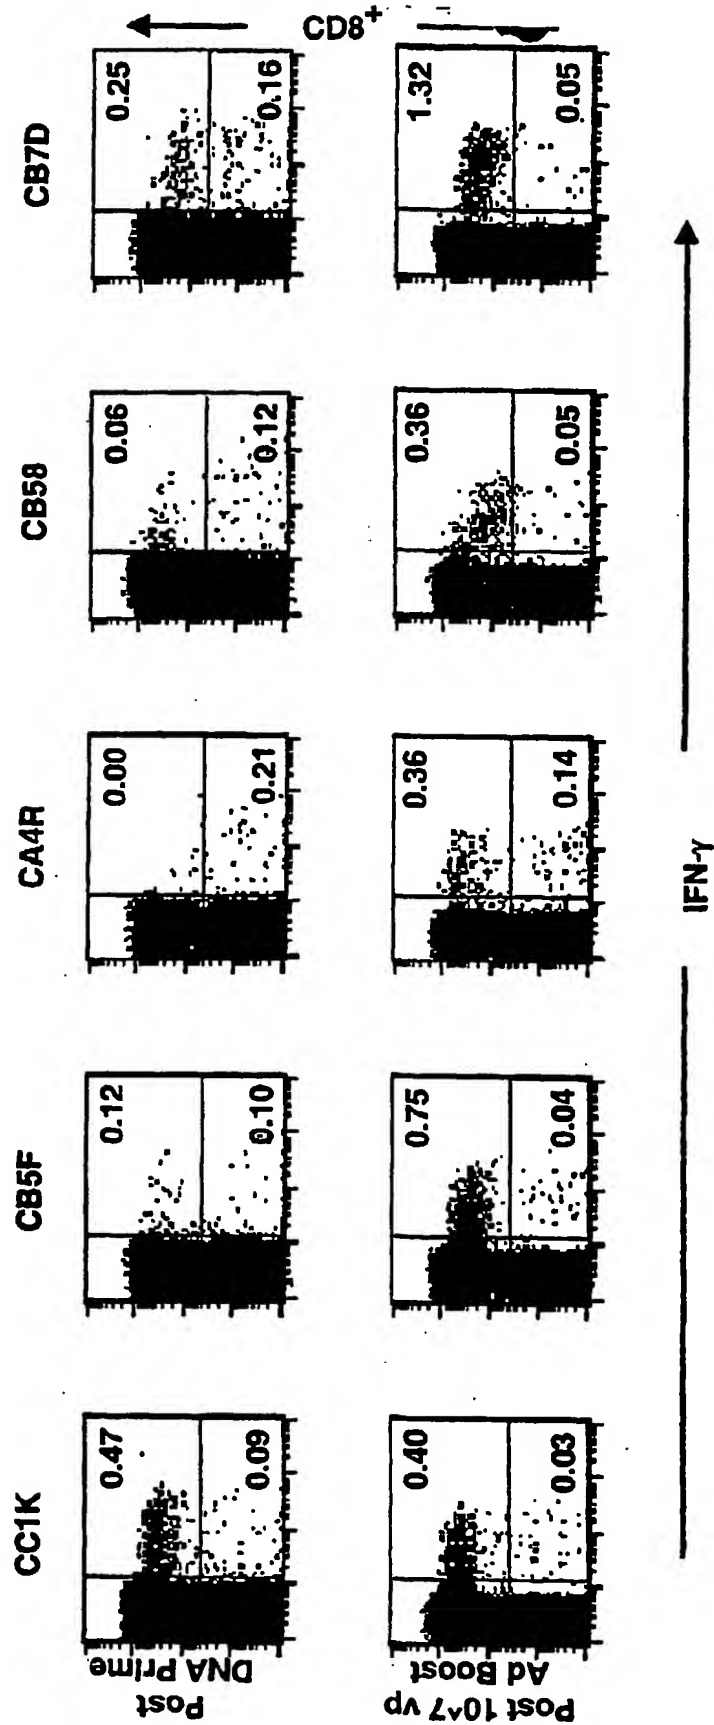 CC1K
CB5F
CA4R
CB58
CB7D
Post
DNA Prime
0.47
0.09
0.12
0.10
0.00
0.21
0.06
0.12
0.25
0.16
CD8+
Post 10^7 vp
Ad Boost
0.40
0.03
0.75
0.04
0.36
0.14
0.36
0.05
1.32
0.05
IFN-γ